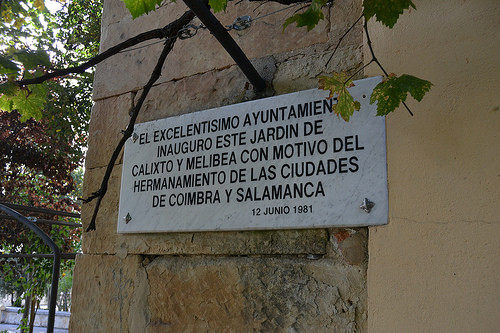 EL EXCELENTISIMO AYUNTAMIEN
INAUGURO ESTE JARDIN DE
CALIXTO Y MELIBEA CON MOTIVO DEL
HERMANAMIENTO DE LAS CIUDADES
DE COIMBRA Y SALAMANCA
12 JUNIO 1981